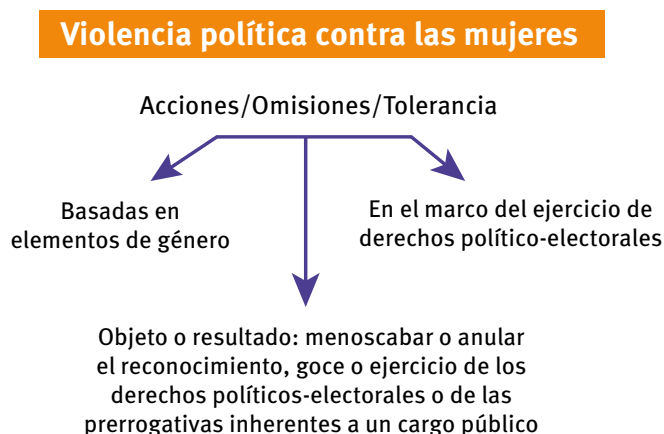 Violencia política contra las mujeres
Acciones/Omisiones/Tolerancia
Basadas en
elementos de género
En el marco del ejercicio de
derechos político-electorales
Objeto o resultado: menoscabar o anular
el reconocimiento, goce o ejercicio de los
derechos políticos-electorales o de las
prerrogativas inherentes a un cargo público